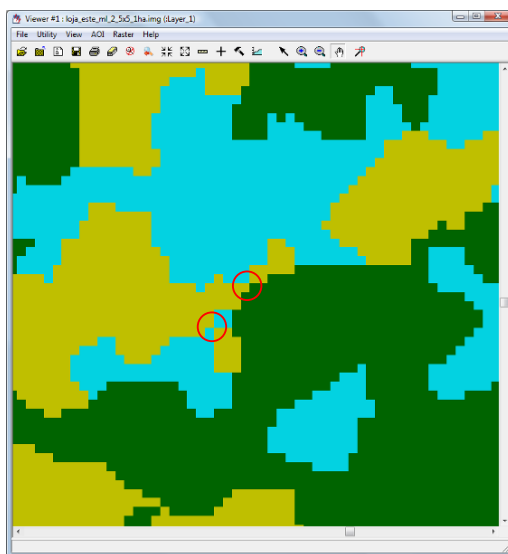 Viewer #1 : loja_este_ml_2_5x5_1ha.img (:Layer_1)
File Utility View AOI Raster Help